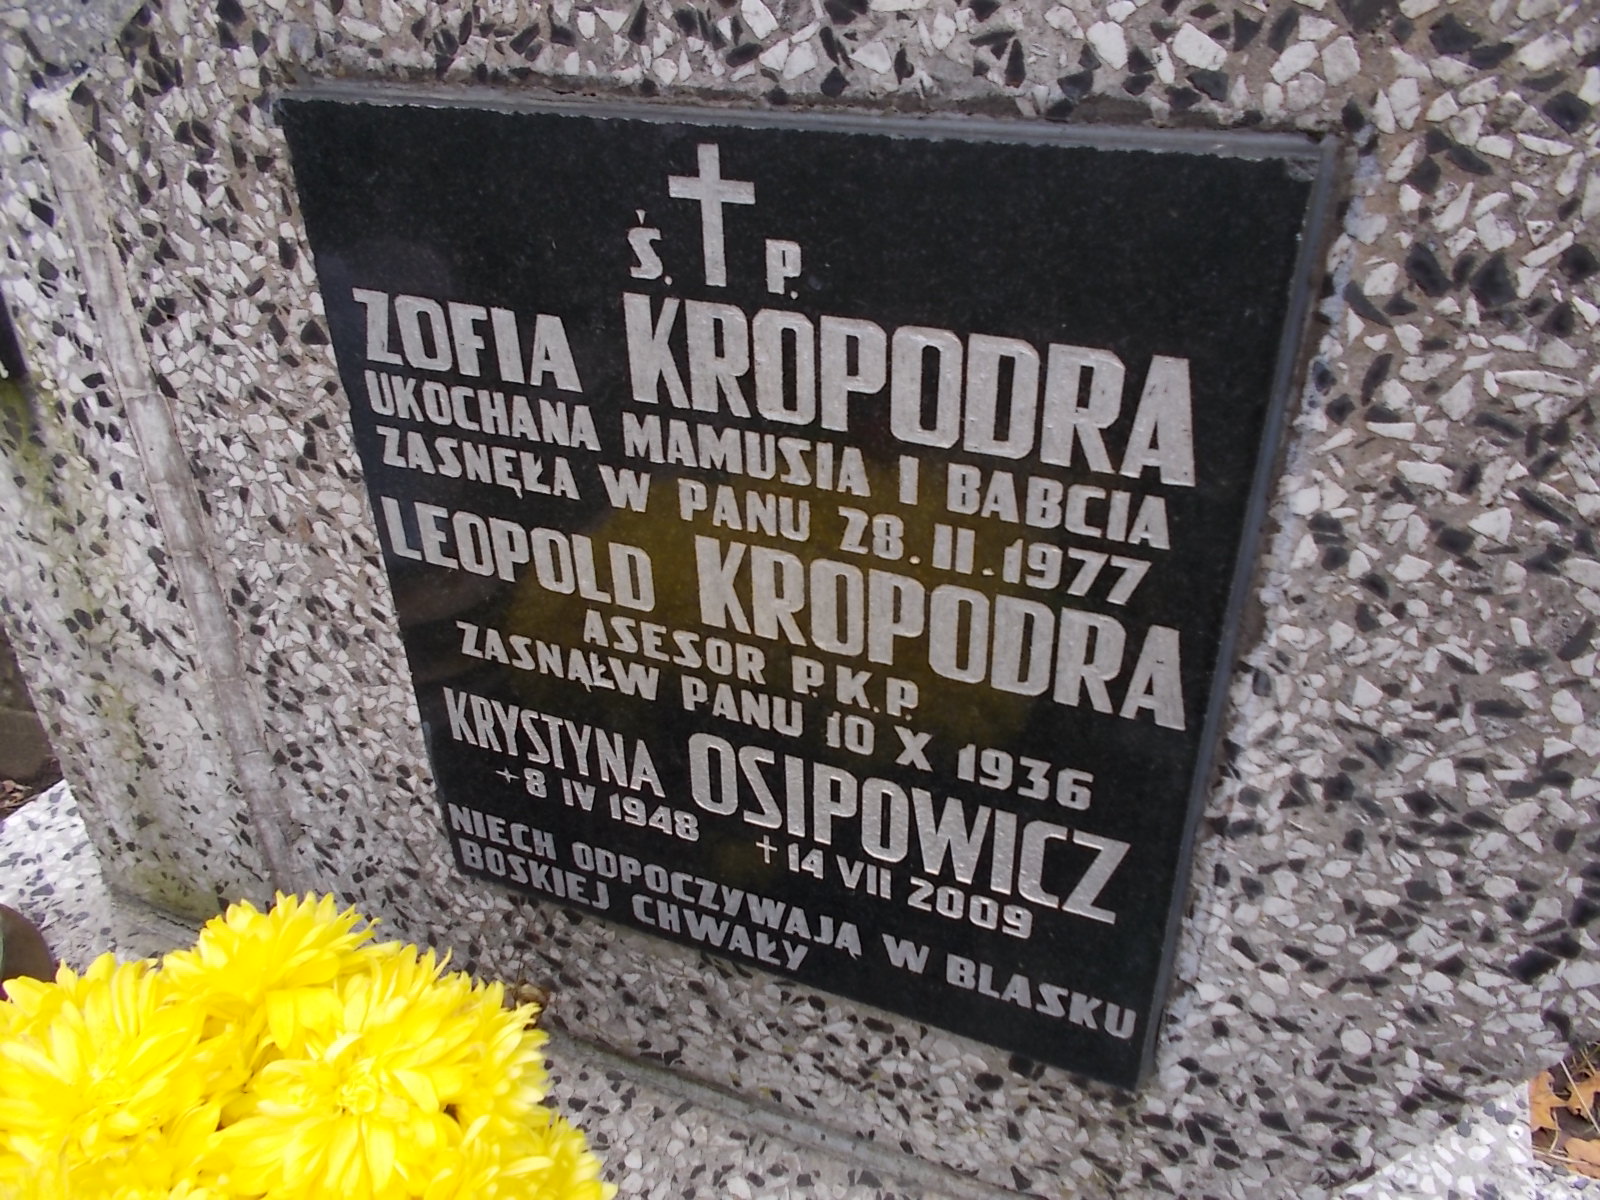 Ś. P.
ZOFIA KROPODRA
UKOCHANA MAMUSIA I BABCIA
ZASNĘŁA W PANU 28.II.1977
LEOPOLD KROPODRA
ASESOR P.K.P.
ZASNĄŁ W PANU 10 X 1936
KRYSTYNA OSIPOWICZ
+8 IV 1948 †14 VII 2009
NIECH ODPOCZYWAJĄ W BLASKU
BOSKIEJ CHWAŁY